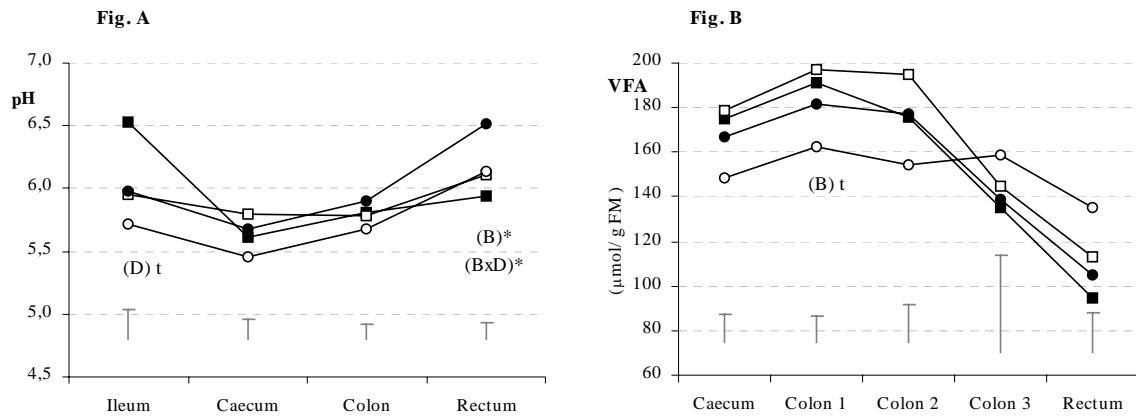 Fig. A
7,0
pH
6,5
6,0
5,5
5,0
4,5
(D) t
(B)*
(BxD)*
Ileum Caecum Colon Rectum
Fig. B
200
VFA
180
160
140
120
100
80
60
(μmol/ g FM)
(B) t
Caecum Colon 1 Colon 2 Colon 3 Rectum